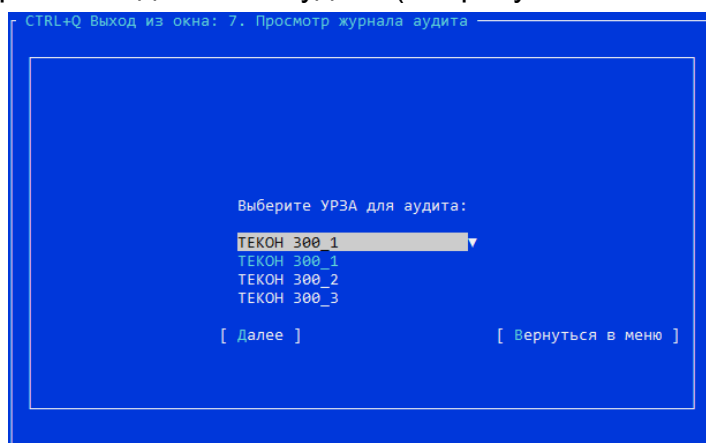 CTRL+Q Выход из окна: 7. Просмотр журнала аудита
Выберите УРЗА для аудита:
ТЕКОН 300_1
ТЕКОН 300_1
ТЕКОН 300_2
ТЕКОН 300_3
[ Далее ] [ Вернуться в меню ]